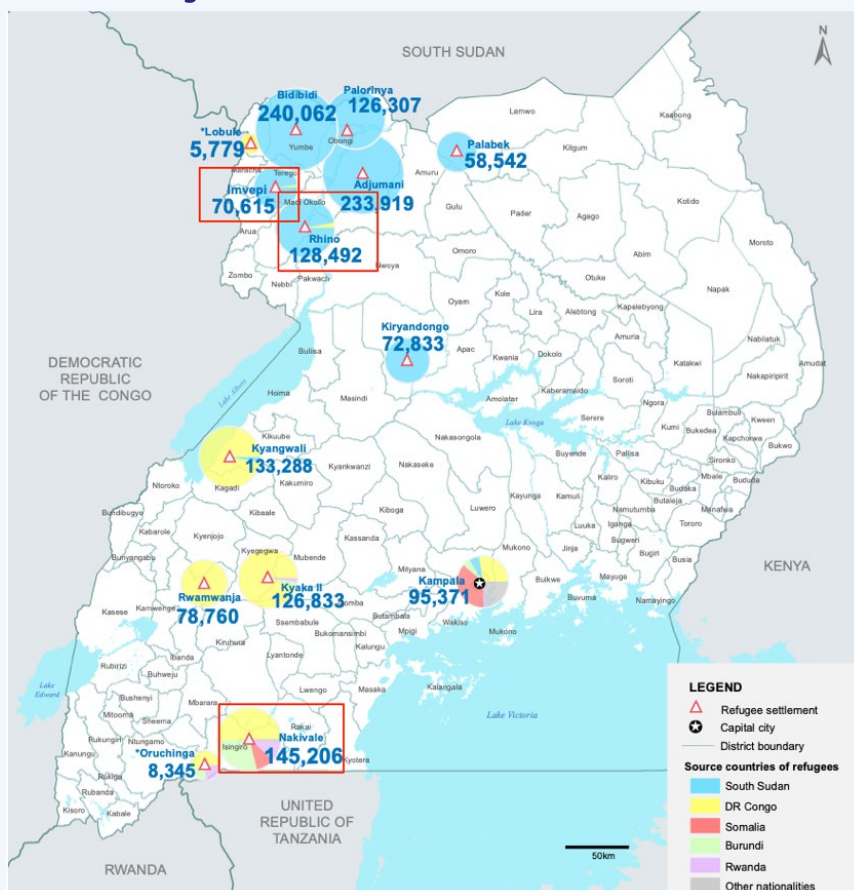 SOUTH SUDAN
N
Bidibidi
240,062
Palorinya
126,307
*Lobule
5,779
Yumbe
Obongi
Lamwo
Kaabong
Palabek
58,542
Kitgum
Maracha
Terego
Amuru
Imvepi
70,615
Madi Okollo
Adjumani
233,919
Gulu
Pader
Agago
Kotido
Arua
Rhino
128,492
Nwoya
Omoro
Abim
Moroto
Zombo
Nebbi
Pakwach
Otuke
Napak
Oyam
Kole
Lira
Alebtong
Kapelebyong
Kiryandongo
72,833
Apac
Kwania
Dokolo
Amuria
Nabilatuk
Buliisa
Katakwi
Amudat
DEMOCRATIC
REPUBLIC
OF THE CONGO
Lake Albert
Hoima
Masindi
Amolatar
Kaberamaido
Soroti
Nakapiripirit
Serere
Ngora
Lake Kyoga
Bulambuli
Kween
Kumi
Bukedea
Kapchorwa
Bukwo
Kikuube
Nakasongola
Kyangwali
133,288
Kyankwanzi
Nakaseke
Buyende
Pallisa
Sironko
Mbale
Bududa
Ntoroko
Kagadi
Kakumiro
Kaliro
Kibuku
Budaka
Butaleja
Manafwa
Kayunga
Kamuli
Namutumba
Tororo
Bundibugyo
Kibaale
Kiboga
Luwero
Luuka
Iganga
Bugweri
Kabarole
Kyenjojo
Kassanda
Bunyangabu
Kyegegwa
Mubende
Mityana
Mukono
Jinja
Bugiri
Busia
KENYA
Kyaka II
126,833
Kampala
95,371
Buikwe
Mayuge
Rwamwanja
78,760
Buvuma
Namayingo
Kasese
Kamwenge
Ssembabule
Butambala
Wakiso
Bukomansimbi
Mpigi
Mukono
Kiruhura
Kalungu
Ibanda
Lyantonde
Rubirizi
Buhweju
Lake
Edward
Bushenyi
Lwengo
Masaka
Kalangala
Mitooma
Sheema
Mbarara
Lake Victoria
Rukungiri
Ntungamo
Rakai
Kanungu
*Oruchinga
8,345
Isingiro
Nakivale
145,206
Kyotera
Rukiga
Rubanda
Kisoro
Kabale
UNITED
REPUBLIC OF
TANZANIA
RWANDA
50km
LEGEND
Refugee settlement
Capital city
District boundary
Source countries of refugees
South Sudan
DR Congo
Somalia
Burundi
Rwanda
Other nationalities